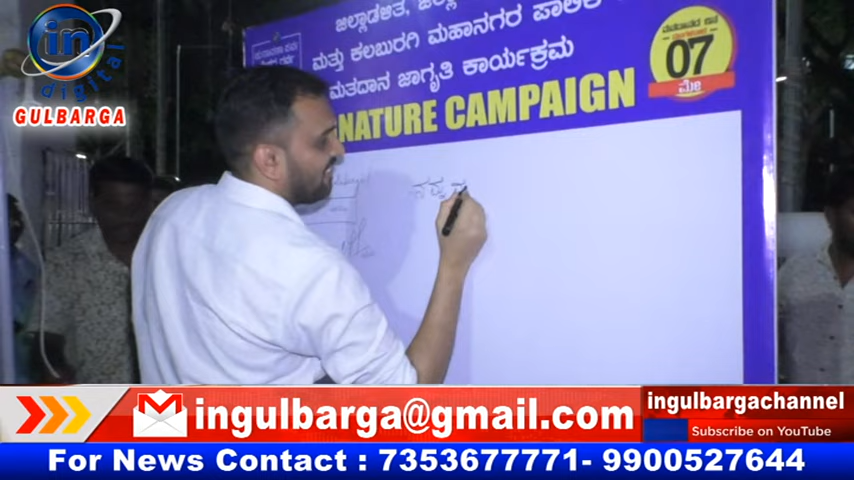 in
digital
GULBARGA
ಜಿಲ್ಲಾಡಳಿತ,
ಮತ್ತು ಕಲಬುರಗಿ ಮಹಾನಗರ ಪಾಲಿಕೆ
ಮತದಾನ ಜಾಗೃತಿ ಕಾರ್ಯಕ್ರಮ
NATURE CAMPAIGN
07
ಮೇ
ingulbarga@gmail.com
ingulbargachannel
Subscribe on YouTube
For News Contact : 7353677771- 9900527644